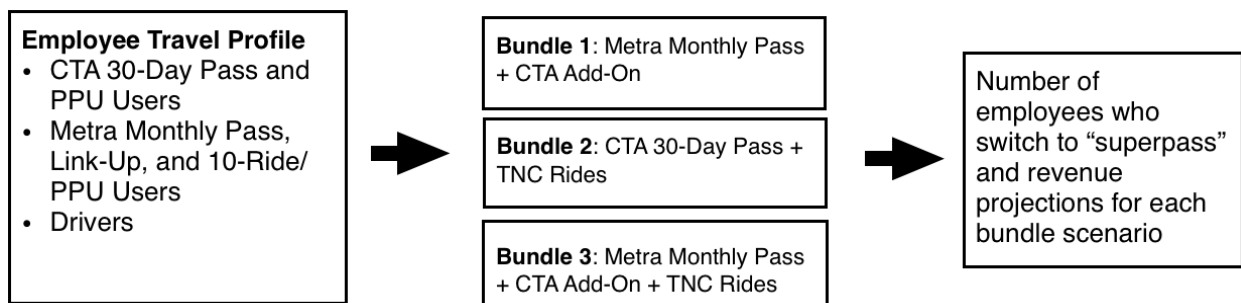 Employee Travel Profile
• CTA 30-Day Pass and
PPU Users
• Metra Monthly Pass,
Link-Up, and 10-Ride/
PPU Users
• Drivers
Bundle 1: Metra Monthly Pass
+ CTA Add-On
Bundle 2: CTA 30-Day Pass +
TNC Rides
Bundle 3: Metra Monthly Pass
+ CTA Add-On + TNC Rides
Number of
employees who
switch to “superpass”
and revenue
projections for each
bundle scenario